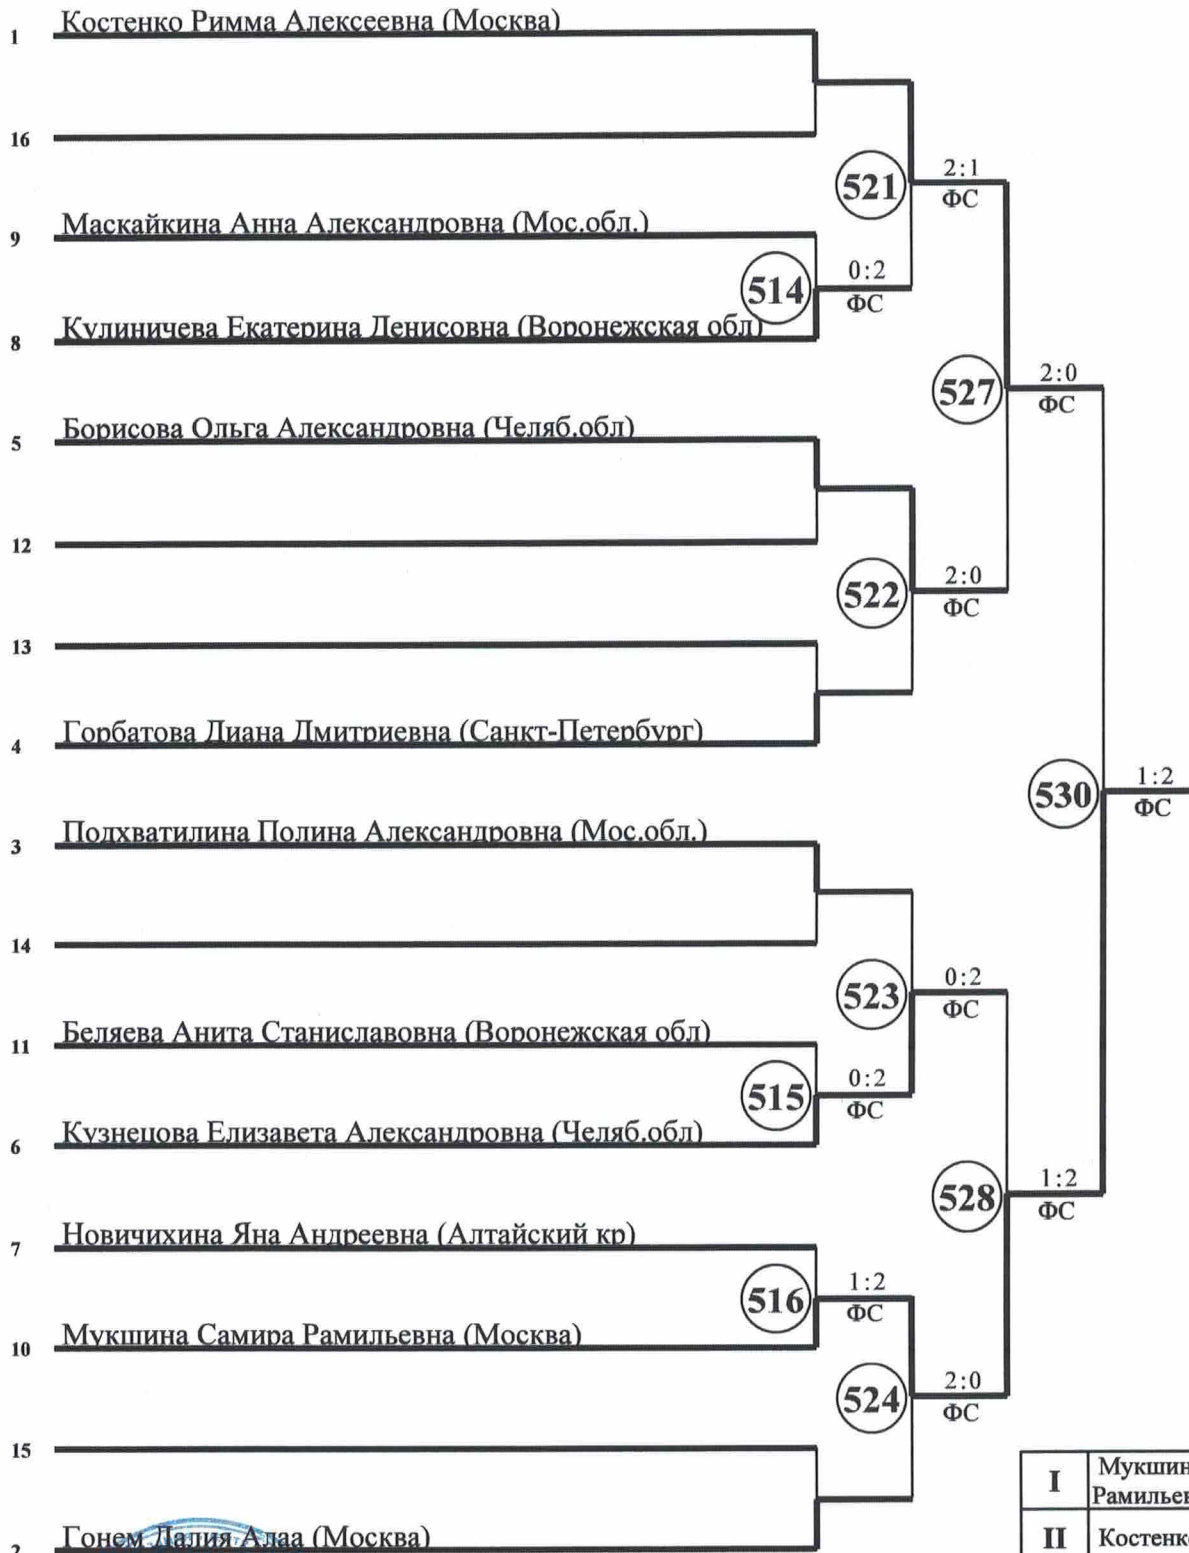 1 Костенко Римма Алексеевна (Москва)
16
521 2:1
ФС
9 Маскайкина Анна Александровна (Мос.обл.)
514 0:2
ФС
8 Кулиничева Екатерина Денисовна (Воронежская обл)
527 2:0
ФС
5 Борисова Ольга Александровна (Челяб.обл)
12
522 2:0
ФС
13
4 Горбатова Диана Дмитриевна (Санкт-Петербург)
530 1:2
ФС
3 Подхватилина Полина Александровна (Мос.обл.)
14
523 0:2
ФС
11 Беляева Анита Станиславовна (Воронежская обл)
515 0:2
ФС
6 Кузнецова Елизавета Александровна (Челяб.обл)
528 1:2
ФС
7 Новичихина Яна Андреевна (Алтайский кр)
516 1:2
ФС
10 Мукшина Самира Рамильевна (Москва)
524 2:0
ФС
15
I Мукшин
Рамильев
2 Гонем Далия Алаа (Москва)
II Костенко